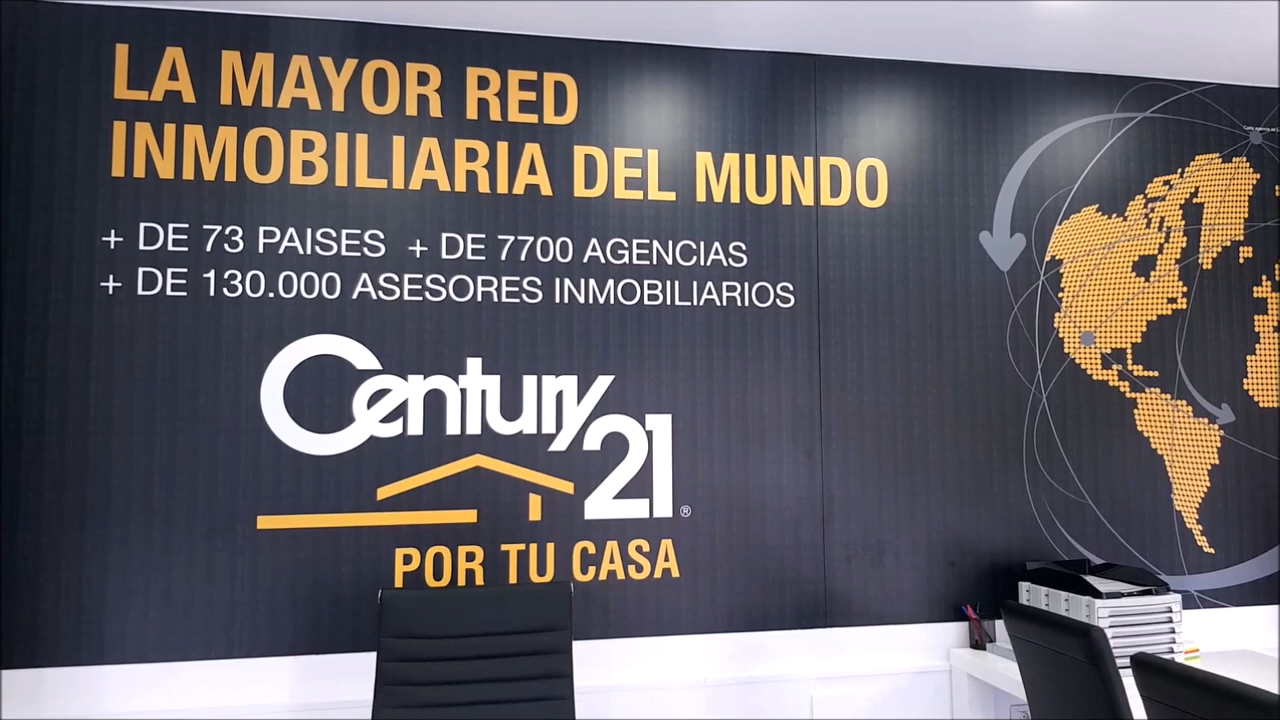 LA MAYOR RED
INMOBILIARIA DEL MUNDO
+ DE 73 PAISES + DE 7700 AGENCIAS
+ DE 130.000 ASESORES INMOBILIARIOS
Century 21®
POR TU CASA